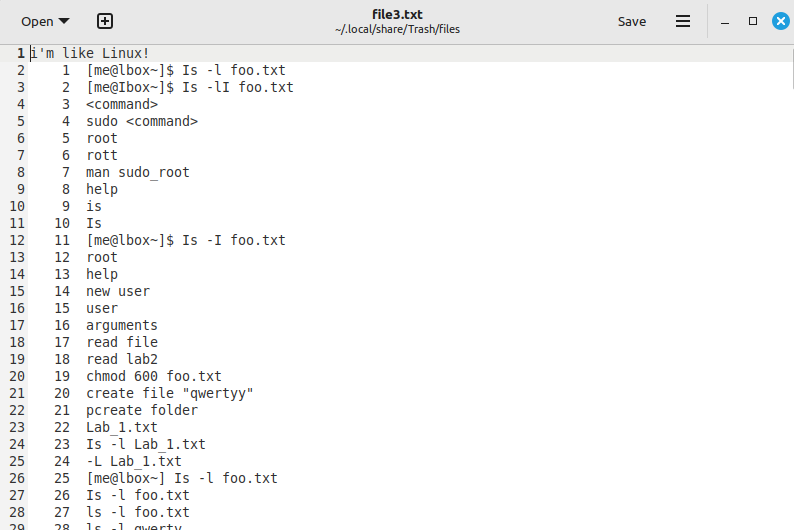 Open
file3.txt
~/.local/share/Trash/files
Save
1 i'm like Linux!
2 1 [me@lbox~]$ Is -l foo.txt
3 2 [me@Ibox~]$ Is -lI foo.txt
4 3 <command>
5 4 sudo <command>
6 5 root
7 6 rott
8 7 man sudo_root
9 8 help
10 9 is
11 10 Is
12 11 [me@lbox~]$ Is -I foo.txt
13 12 root
14 13 help
15 14 new user
16 15 user
17 16 arguments
18 17 read file
19 18 read lab2
20 19 chmod 600 foo.txt
21 20 create file "qwertyy"
22 21 pcreate folder
23 22 Lab_1.txt
24 23 Is -l Lab_1.txt
25 24 -L Lab_1.txt
26 25 [me@lbox~] Is -l foo.txt
27 26 Is -l foo.txt
28 27 ls -l foo.txt
29 28 ls -l qwerty